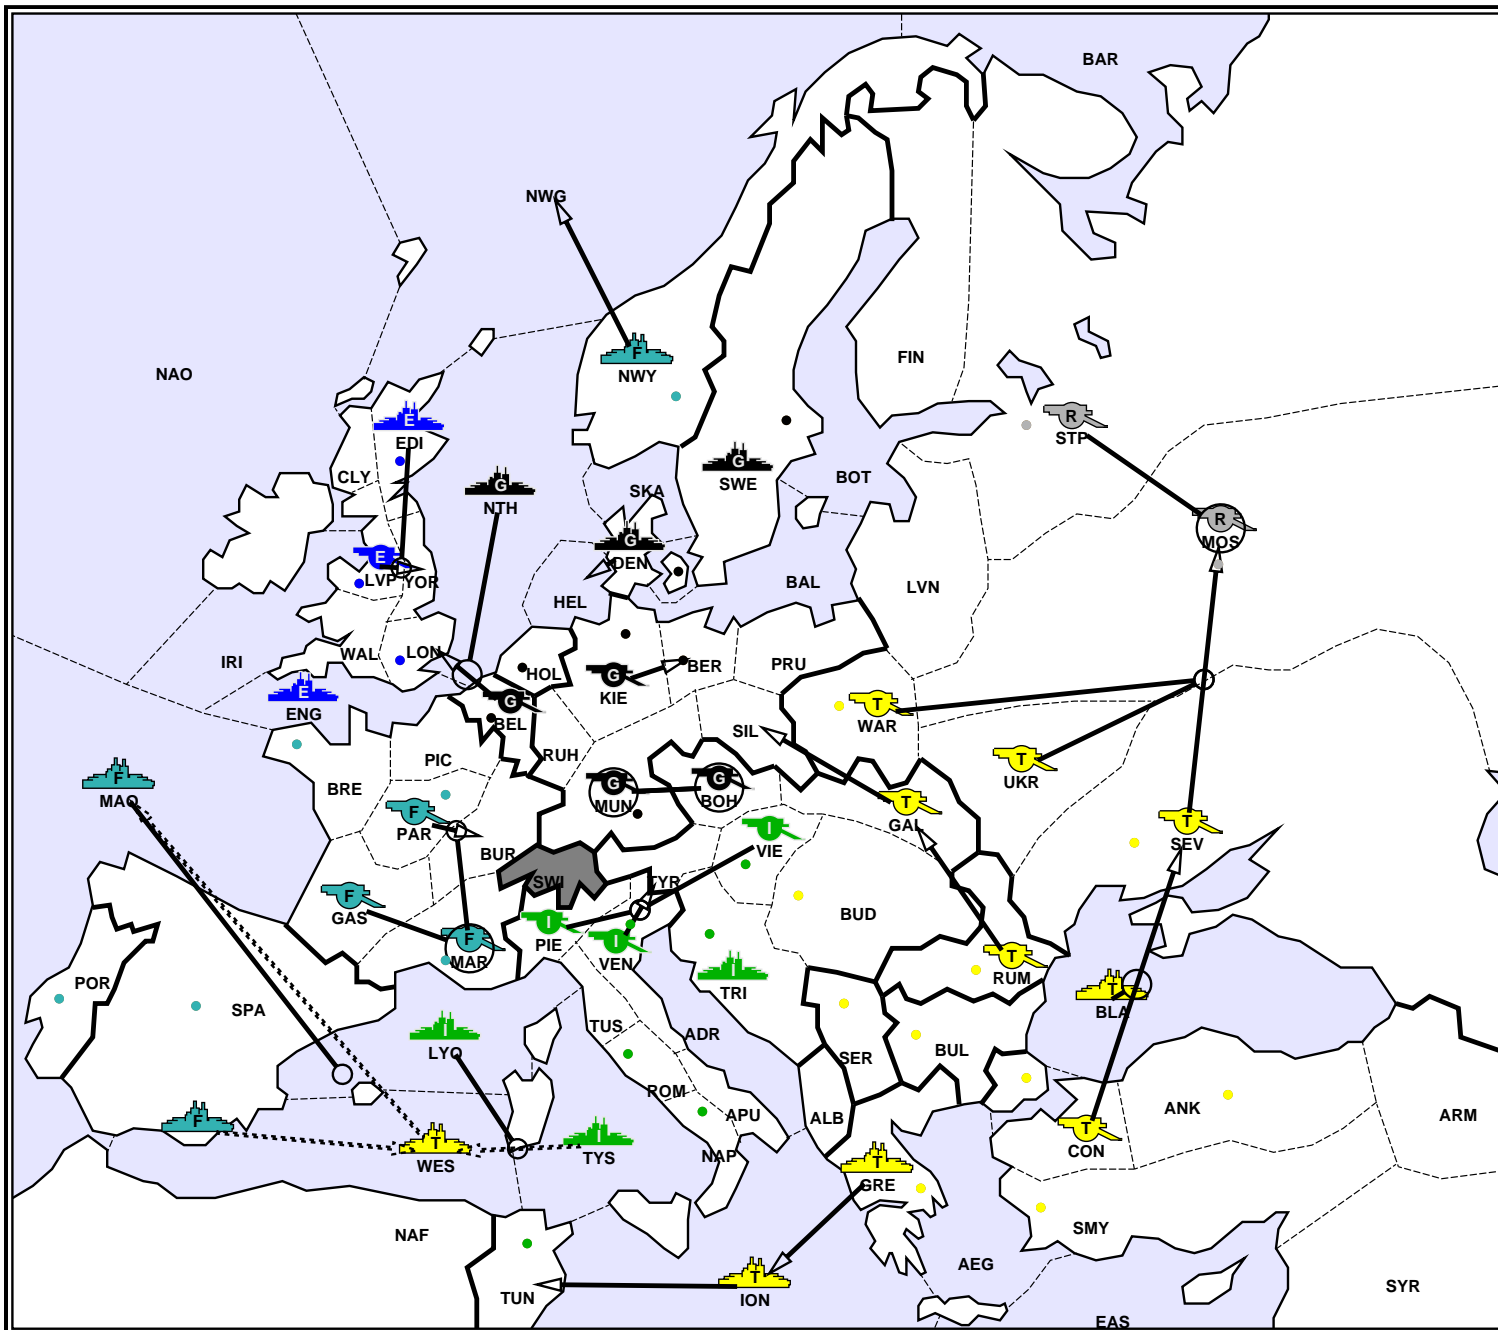 BAR
NWG
NAO
F
NWY
FIN
R
STP
E
EDI
CLY
G
NTH
SKA
G
SWE
BOT
R
MOS
G
DEN
E
LVP
YOR
HEL
BAL
LVN
IRI
WAL
LON
HOL
G
KIE
BER
PRU
E
ENG
G
BEL
T
WAR
SIL
RUH
PIC
T
UKR
F
MAO
BRE
G
MUN
G
BOH
T
GAL
F
PAR
T
SEV
BUR
I
VIE
SWI
TYR
F
GAS
BUD
F
MAR
I
PIE
I
VEN
T
RUM
POR
SPA
I
TRI
T
BLA
I
LYO
TUS
ADR
SER
BUL
ROM
APU
ALB
ANK
ARM
F
T
WES
I
TYS
NAP
T
CON
T
GRE
SMY
NAF
AEG
T
ION
TUN
SYR
EAS